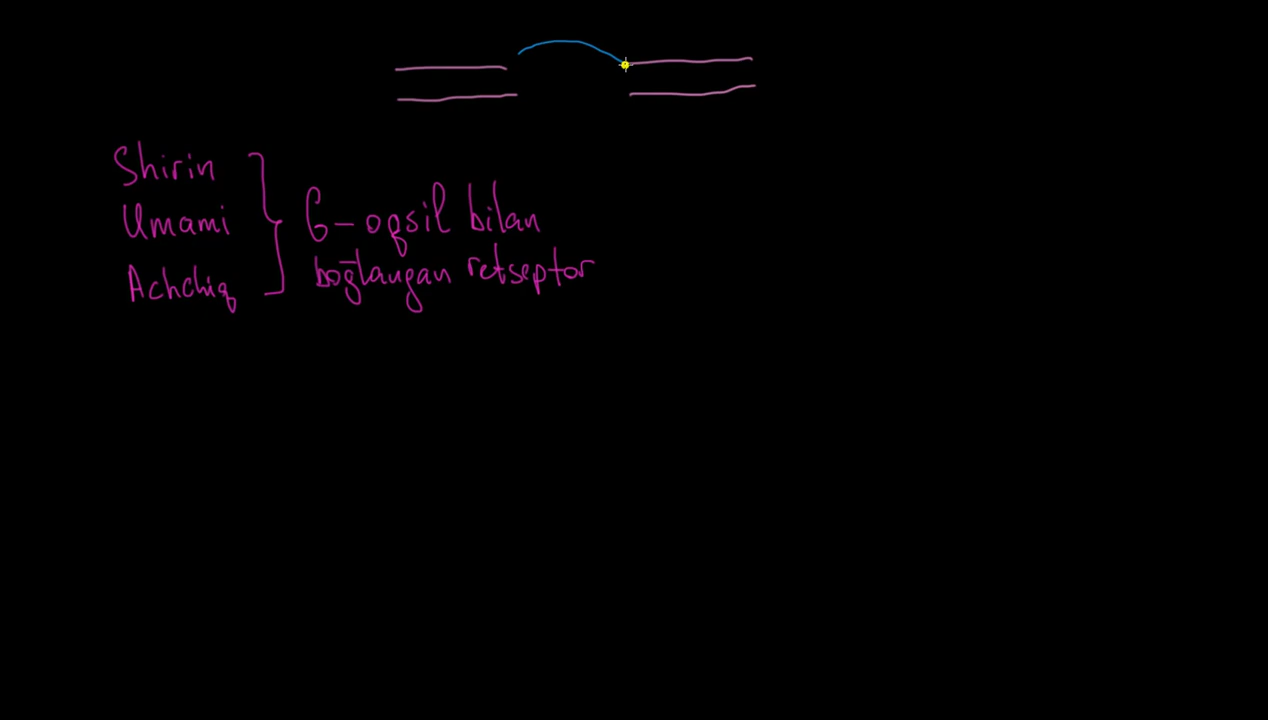 Shirin
Umami
Achchiq
G-oqsil bilan
bog̅langan retseptor